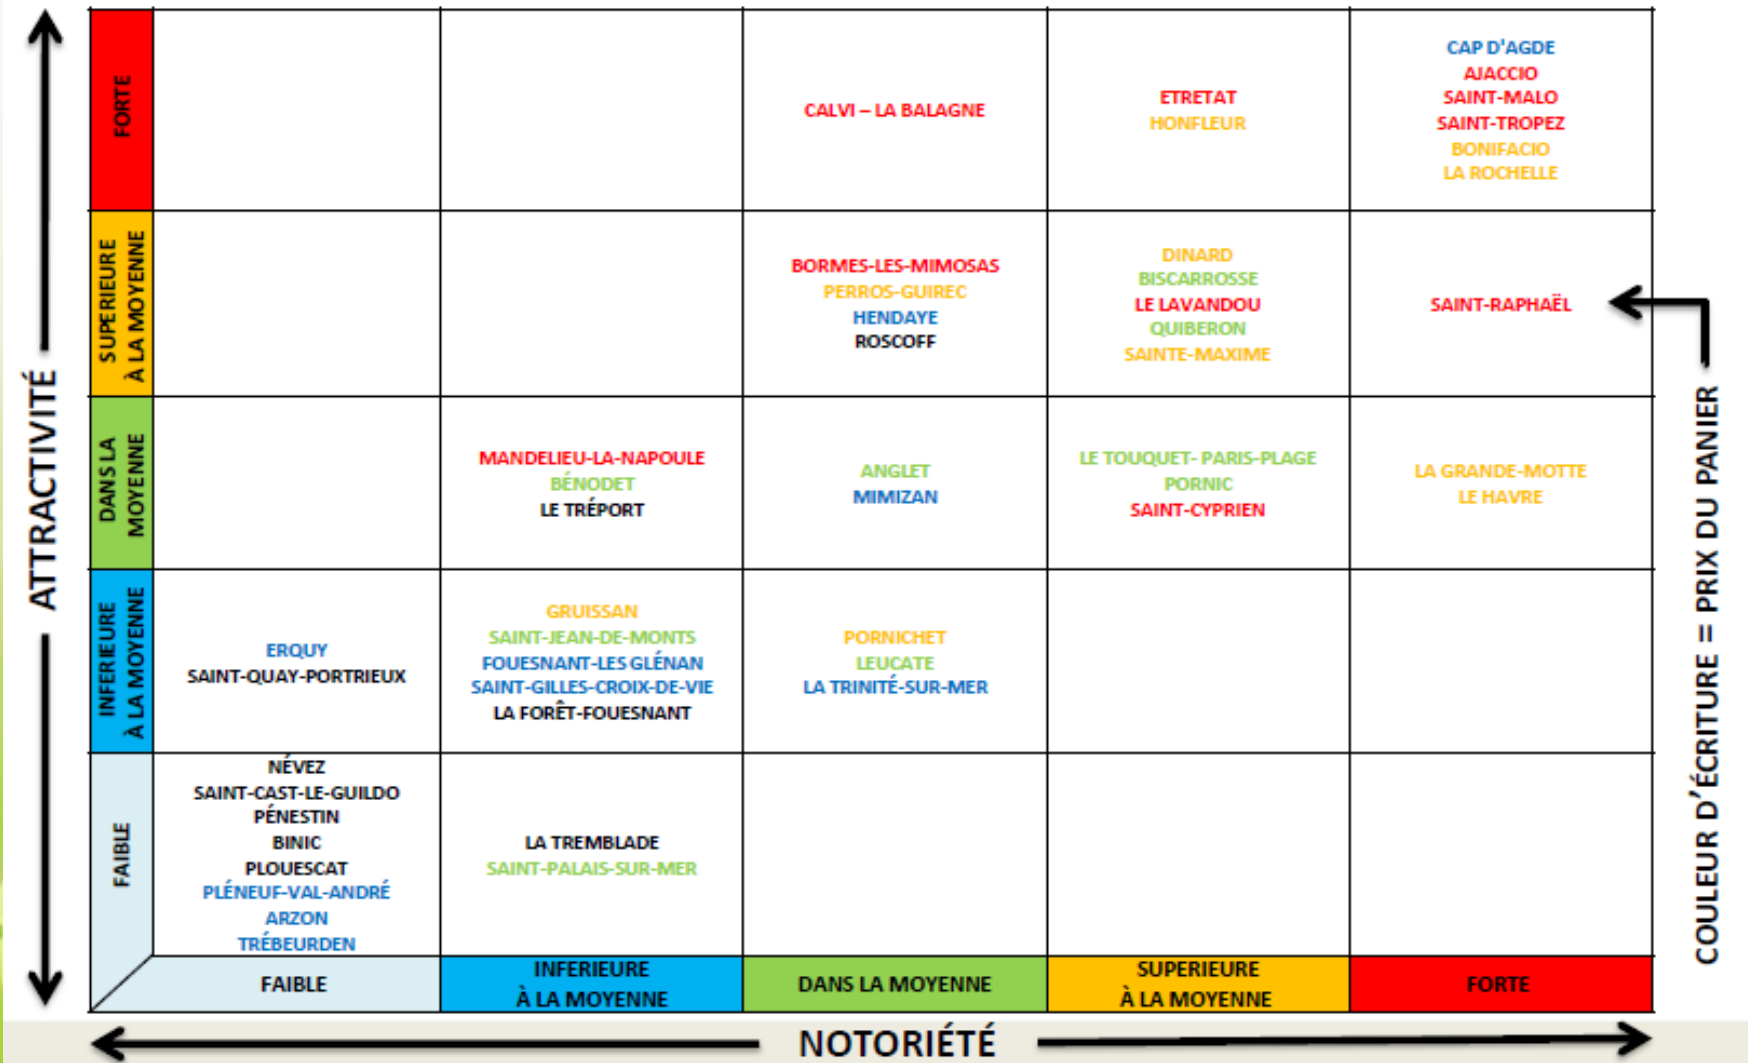 ATTRACTIVITÉ
FORTE
CALVI – LA BALAGNE
ETRETAT
HONFLEUR
CAP D'AGDE
AJACCIO
SAINT-MALO
SAINT-TROPEZ
BONIFACIO
LA ROCHELLE
SUPERIEURE
À LA MOYENNE
BORMES-LES-MIMOSAS
PERROS-GUIREC
HENDAYE
ROSCOFF
DINARD
BISCARROSSE
LE LAVANDOU
QUIBERON
SAINTE-MAXIME
SAINT-RAPHAËL
DANS LA
MOYENNE
MANDELIEU-LA-NAPOULE
BÉNODET
LE TRÉPORT
ANGLET
MIMIZAN
LE TOUQUET- PARIS-PLAGE
PORNIC
SAINT-CYPRIEN
LA GRANDE-MOTTE
LE HAVRE
INFERIEURE
À LA MOYENNE
ERQUY
SAINT-QUAY-PORTRIEUX
GRUISSAN
SAINT-JEAN-DE-MONTS
FOUESNANT-LES GLÉNAN
SAINT-GILLES-CROIX-DE-VIE
LA FORÊT-FOUESNANT
PORNICHET
LEUCATE
LA TRINITÉ-SUR-MER
FAIBLE
NÉVEZ
SAINT-CAST-LE-GUILDO
PÉNESTIN
BINIC
PLOUESCAT
PLÉNEUF-VAL-ANDRÉ
ARZON
TRÉBEURDEN
LA TREMBLADE
SAINT-PALAIS-SUR-MER
FAIBLE
INFERIEURE
À LA MOYENNE
DANS LA MOYENNE
SUPERIEURE
À LA MOYENNE
FORTE
NOTORIÉTÉ
COULEUR D'ÉCRITURE = PRIX DU PANIER